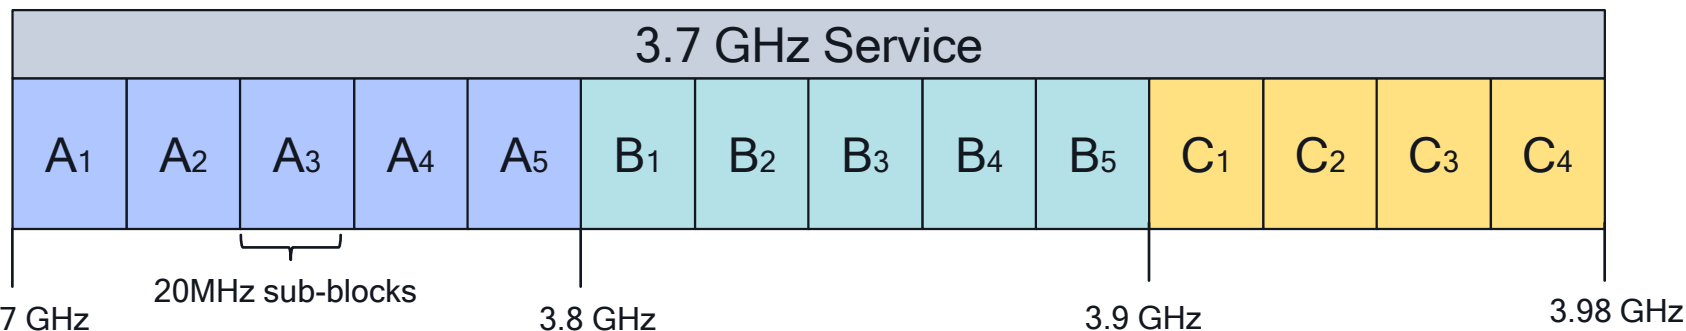 3.7 GHz Service
A1 A2 A3 A4 A5 B1 B2 B3 B4 B5 C1 C2 C3 C4
20MHz sub-blocks
7 GHz 3.8 GHz 3.9 GHz 3.98 GHz